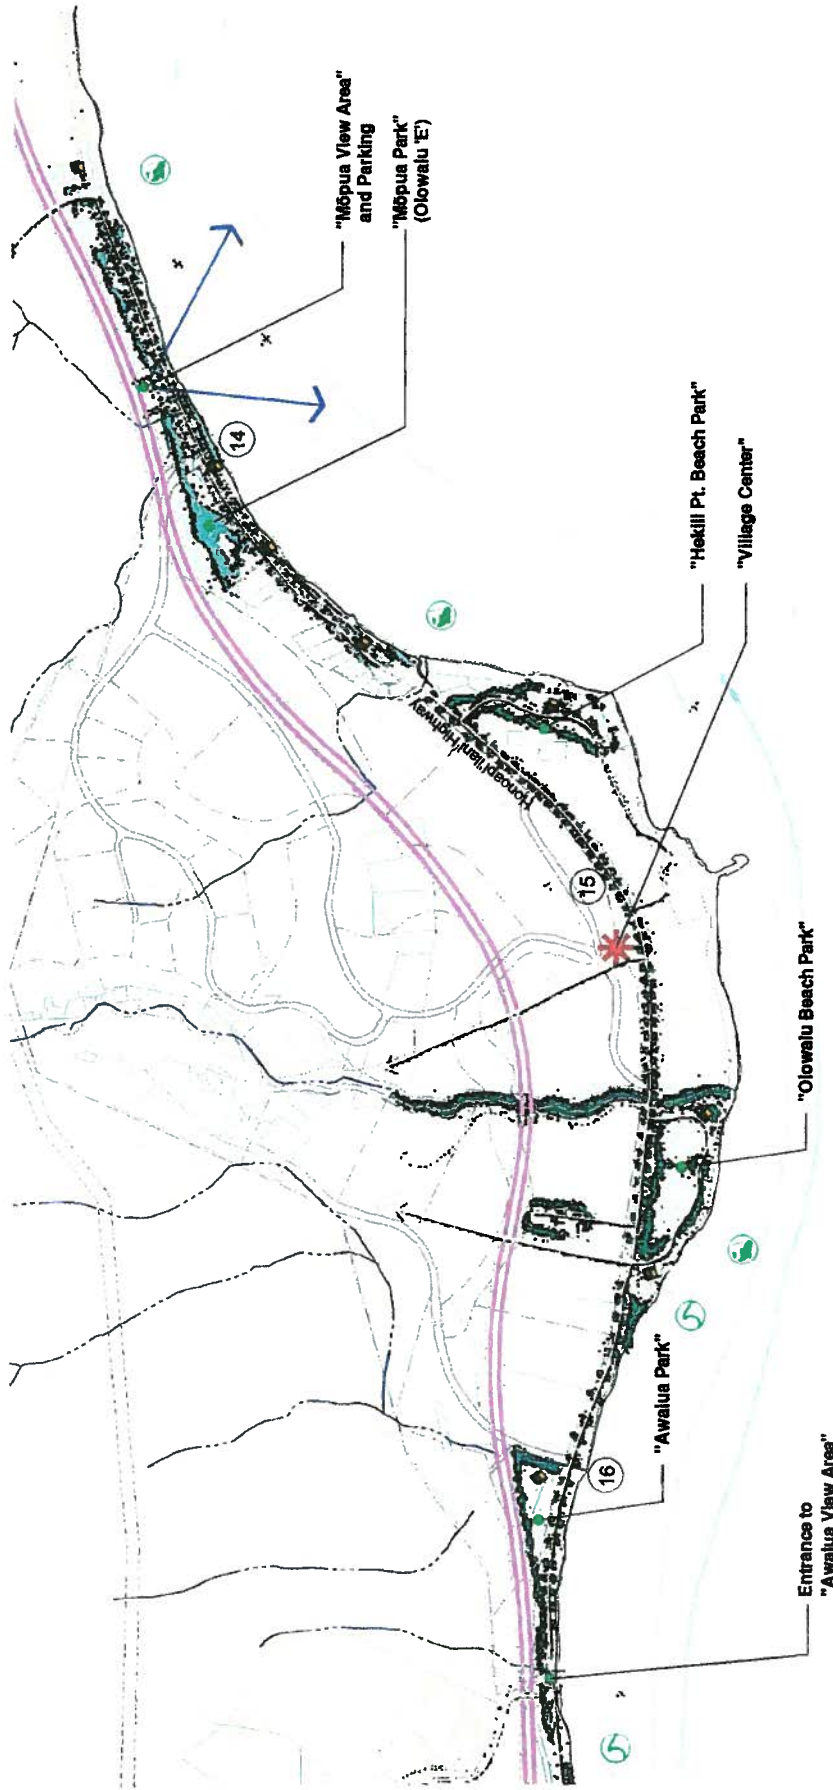 "Mōpua View Area"
and Parking
"Mōpua Park"
(Olowalu 'E')
14
"Hekili Pt. Beach Park"
"Village Center"
Honoapi'ilani Highway
15
"Olowalu Beach Park"
"Awalua Park"
16
Entrance to
"Awalua View Area"